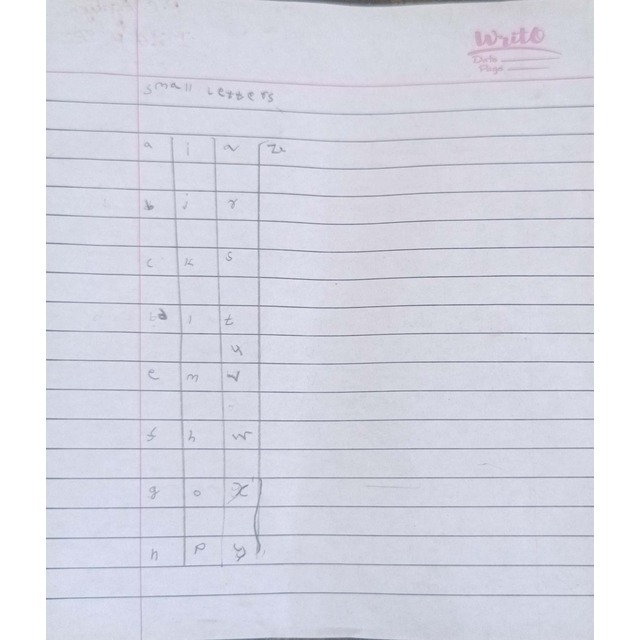 WritO
Date
Page
small Letters
a i q z
b j r
c k s
d l t
u
e m v
f n w
g o x
h p y